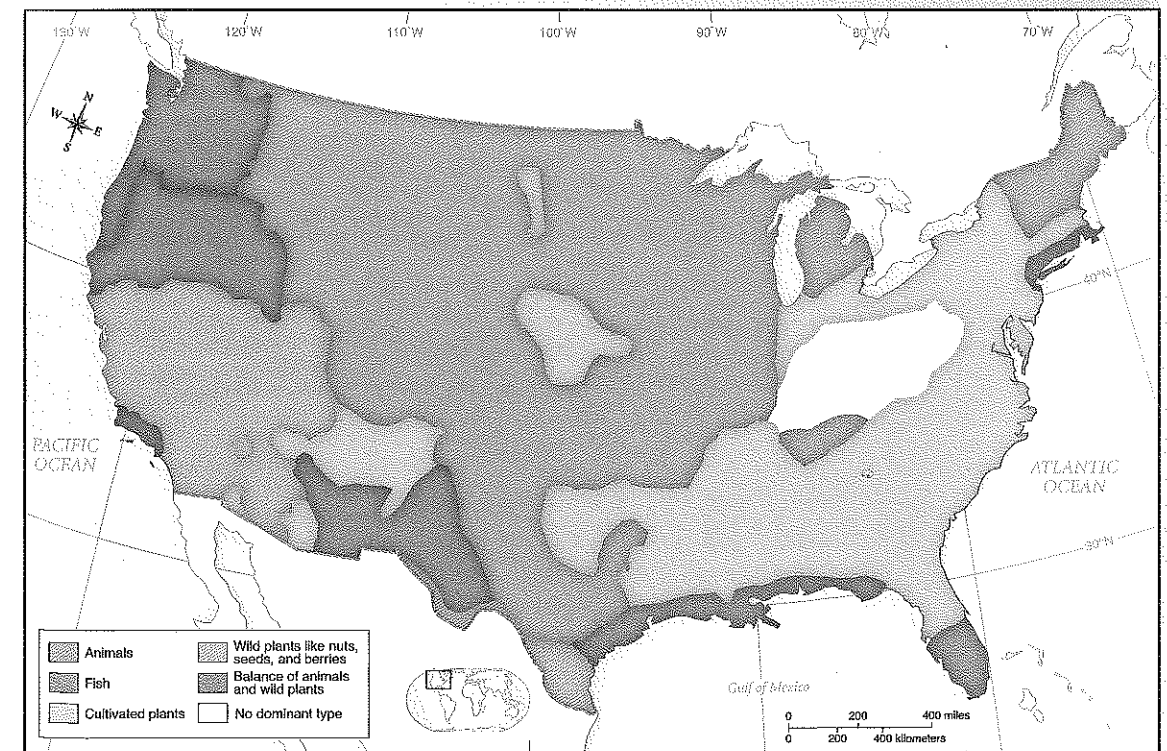 130°W 120°W 110°W 100°W 90°W 80°W 70°W
N
W E
S
40°N
PACIFIC
OCEAN
ATLANTIC
OCEAN
30°N
Animals
Fish
Cultivated plants
Wild plants like nuts,
seeds, and berries
Balance of animals
and wild plants
No dominant type
Gulf of Mexico
0 200 400 miles
0 200 400 kilometers